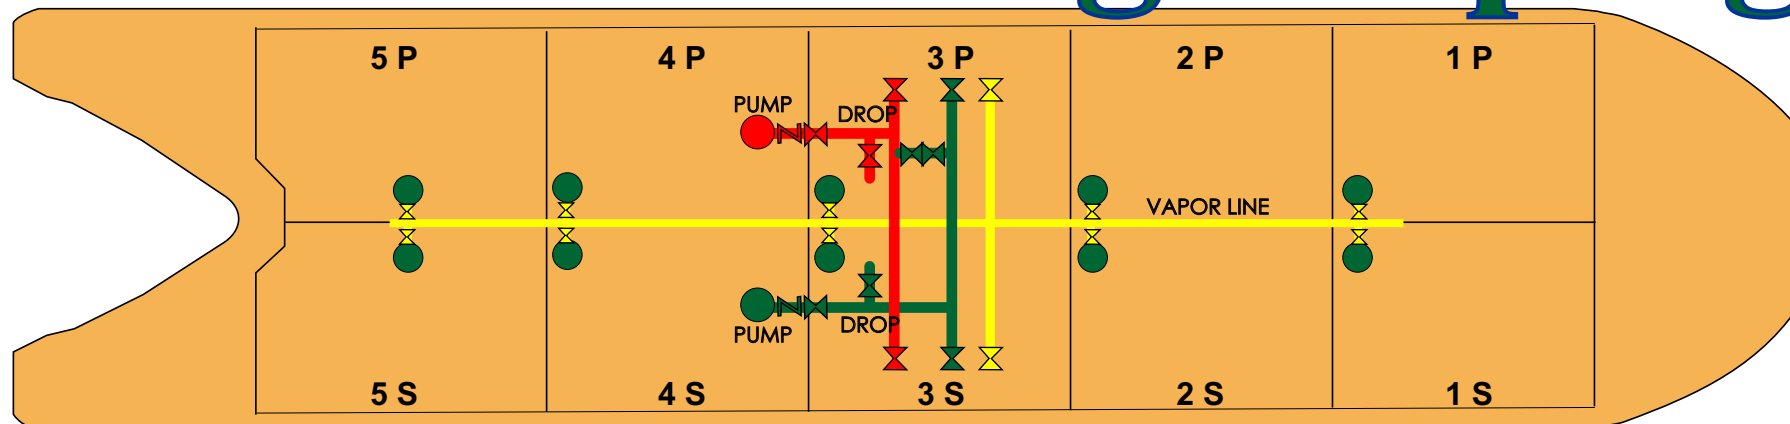 5 P 4 P 3 P 2 P 1 P
PUMP DROP
VAPOR LINE
PUMP DROP
5 S 4 S 3 S 2 S 1 S